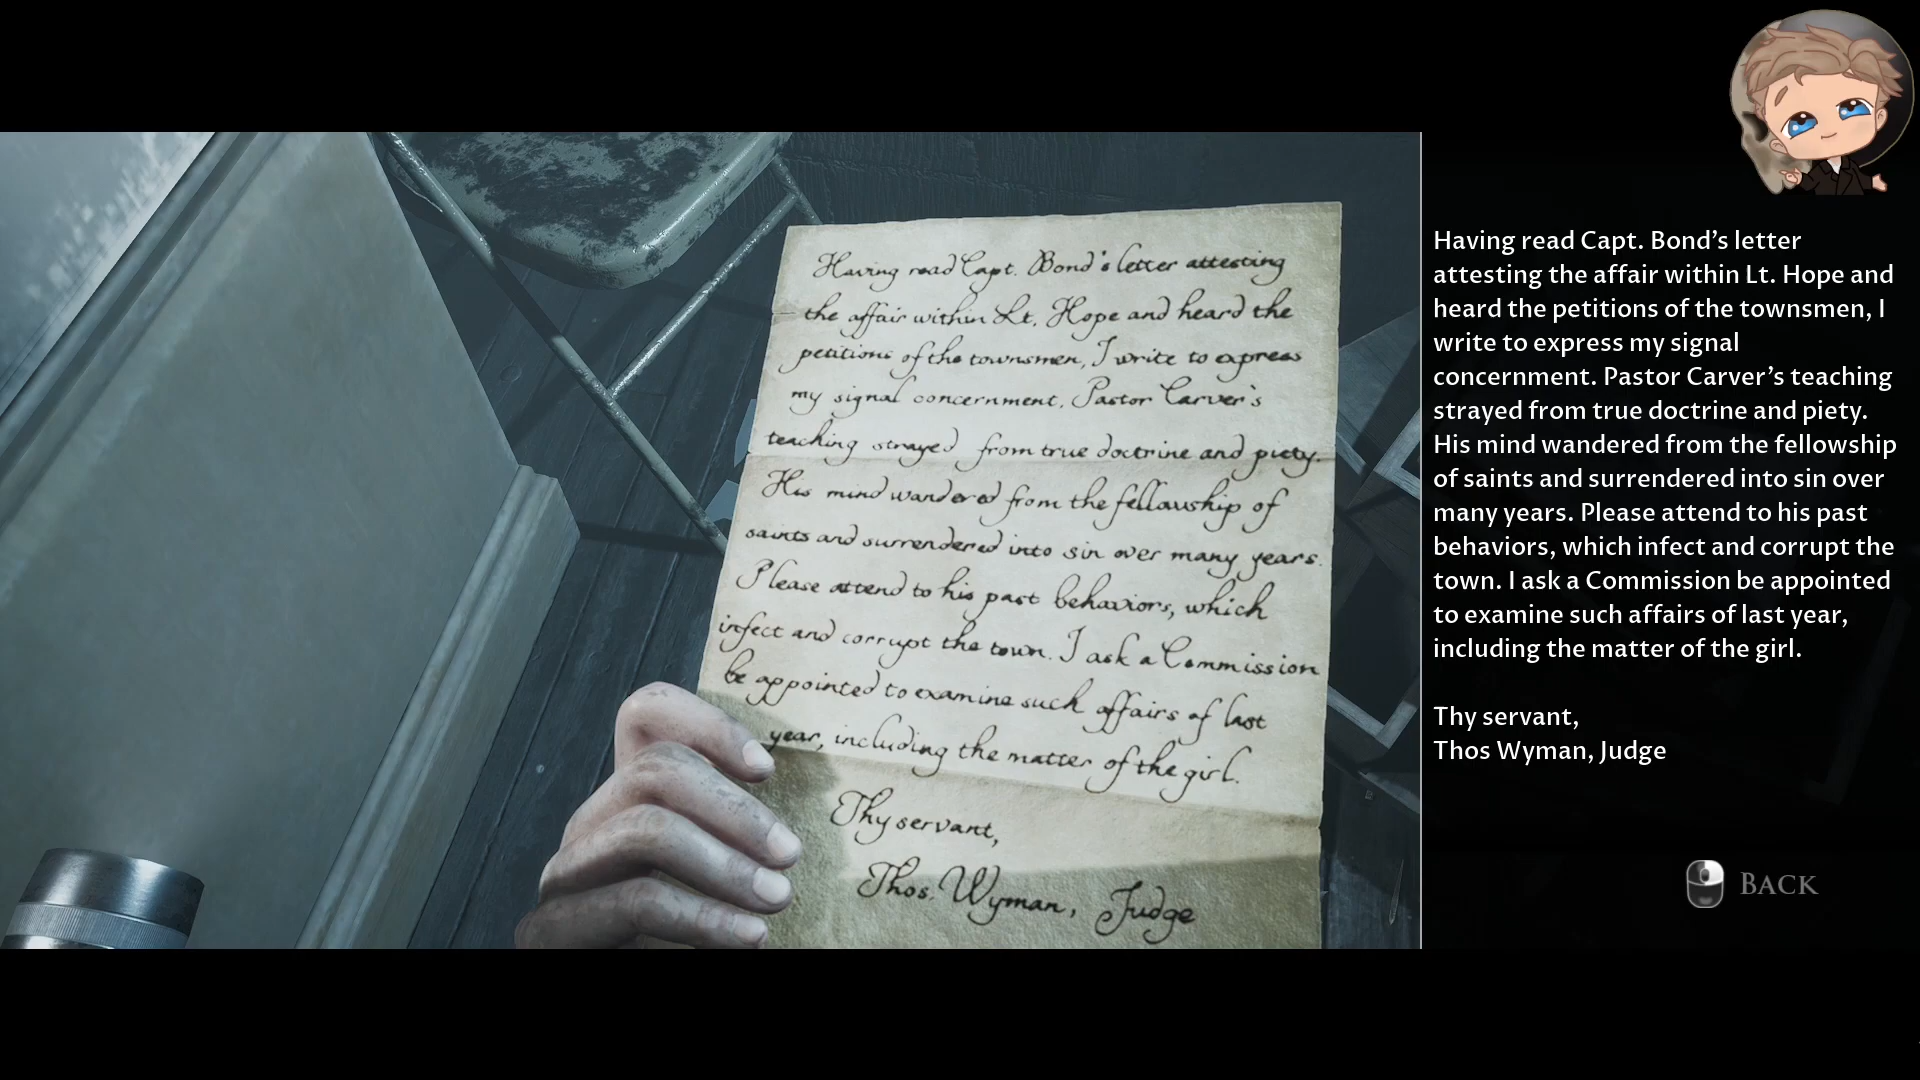 Having read Capt. Bond's letter attesting
the affair within Lt. Hope and heard the
petitions of the townsmen, I write to express
my signal concernment. Pastor Carver's
teaching strayed from true doctrine and piety.
His mind wandered from the fellowship of
saints and surrendered into sin over many years.
Please attend to his past behaviors, which
infect and corrupt the town. I ask a Commission
be appointed to examine such affairs of last
year, including the matter of the girl.
Thy servant,
Thos. Wyman, Judge
Having read Capt. Bond's letter
attesting the affair within Lt. Hope and
heard the petitions of the townsmen, I
write to express my signal
concernment. Pastor Carver's teaching
strayed from true doctrine and piety.
His mind wandered from the fellowship
of saints and surrendered into sin over
many years. Please attend to his past
behaviors, which infect and corrupt the
town. I ask a Commission be appointed
to examine such affairs of last year,
including the matter of the girl.
Thy servant,
Thos Wyman, Judge
BACK